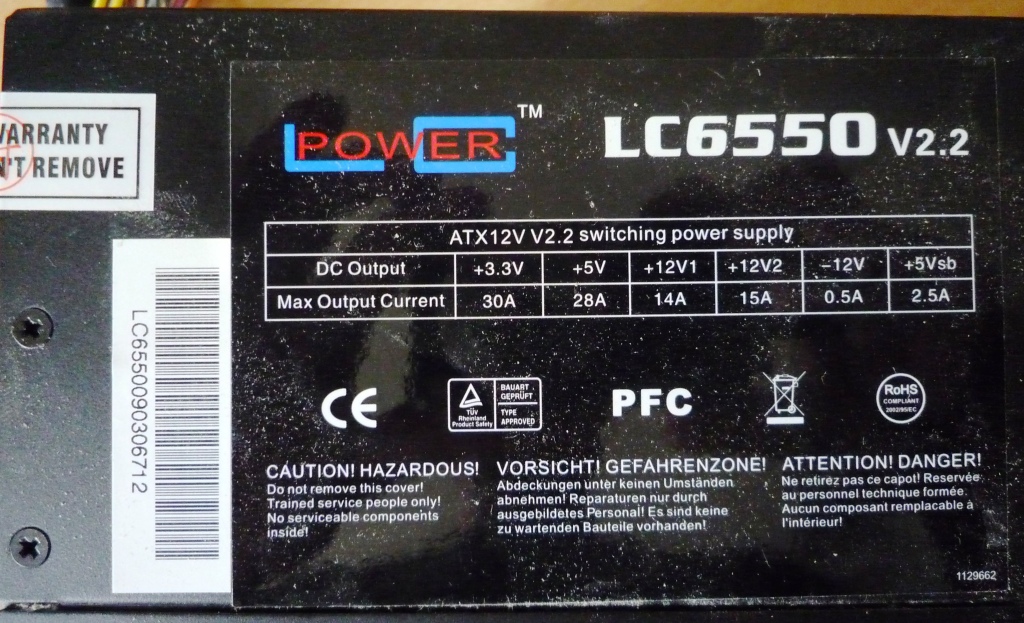 WARRANTY
N'T REMOVE
LC POWER TM
LC6550 V2.2
ATX12V V2.2 switching power supply
DC Output +3.3V +5V +12V1 +12V2 -12V +5Vsb
Max Output Current 30A 28A 14A 15A 0.5A 2.5A
LC6550090306712
CE
TÜV
Rheinland
Product Safety
BAUART
GEPRÜFT
TYPE
APPROVED
PFC
RoHS
COMPLIANT
2002/95/EC
CAUTION! HAZARDOUS!
Do not remove this cover!
Trained service people only!
No serviceable components
inside!
VORSICHT! GEFAHRENZONE!
Abdeckungen unter keinen Umständen
abnehmen! Reparaturen nur durch
ausgebildetes Personal! Es sind keine
zu wartenden Bauteile vorhanden!
ATTENTION! DANGER!
Ne retirez pas ce capot! Reservée
au personnel technique formée.
Aucun composant remplacable à
l'intérieur!
1129662